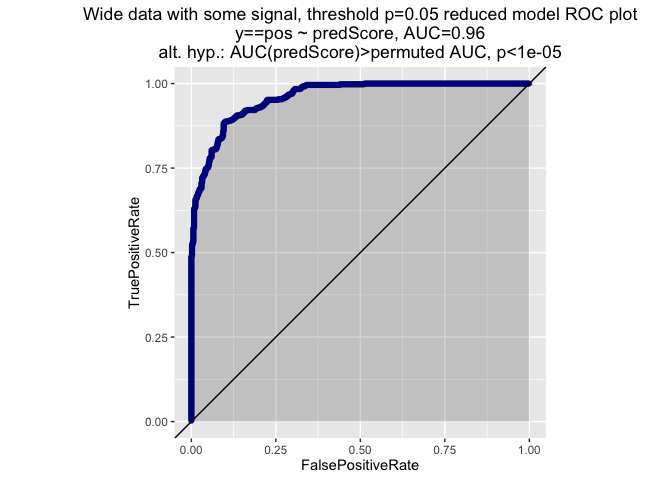 Wide data with some signal, threshold p=0.05 reduced model ROC plot
y==pos ~ predScore, AUC=0.96
alt. hyp.: AUC(predScore)>permuted AUC, p<1e-05
1.00
0.75
0.50
0.25
0.00
TruePositiveRate
0.00 0.25 0.50 0.75 1.00
FalsePositiveRate